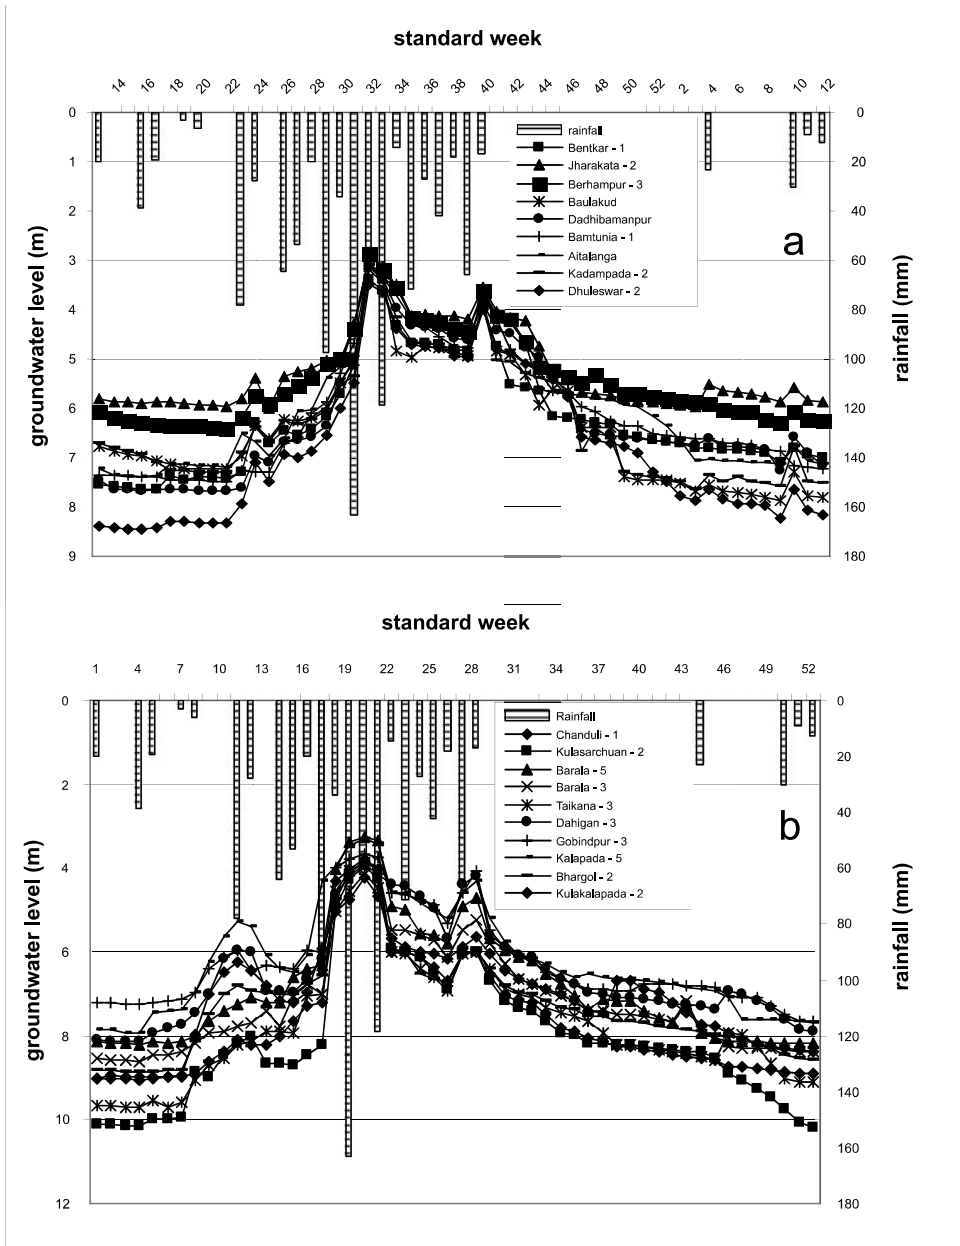 standard week
14 16 18 20 22 24 26 28 30 32 34 36 38 40 42 44 46 48 50 52 2 4 6 8 10 12
0 0
1 20
2 40
3 60
4 80
5 100
6 120
7 140
8 160
9 180
groundwater level (m)
rainfall (mm)
rainfall
Bentkar - 1
Jharakata - 2
Berhampur - 3
Baulakud
Dadhibamanpur
Bamtunia - 1
Aitalanga
Kadampada - 2
Dhuleswar - 2
a
standard week
1 4 7 10 13 16 19 22 25 28 31 34 37 40 43 46 49 52
0 0
20
2
40
4 60
80
6
100
8 120
140
10
160
12 180
groundwater level (m)
rainfall (mm)
Rainfall
Chanduli - 1
Kulasarchuan - 2
Barala - 5
Barala - 3
Taikana - 3
Dahigan - 3
Gobindpur - 3
Kalapada - 5
Bhargol - 2
Kulakalapada - 2
b